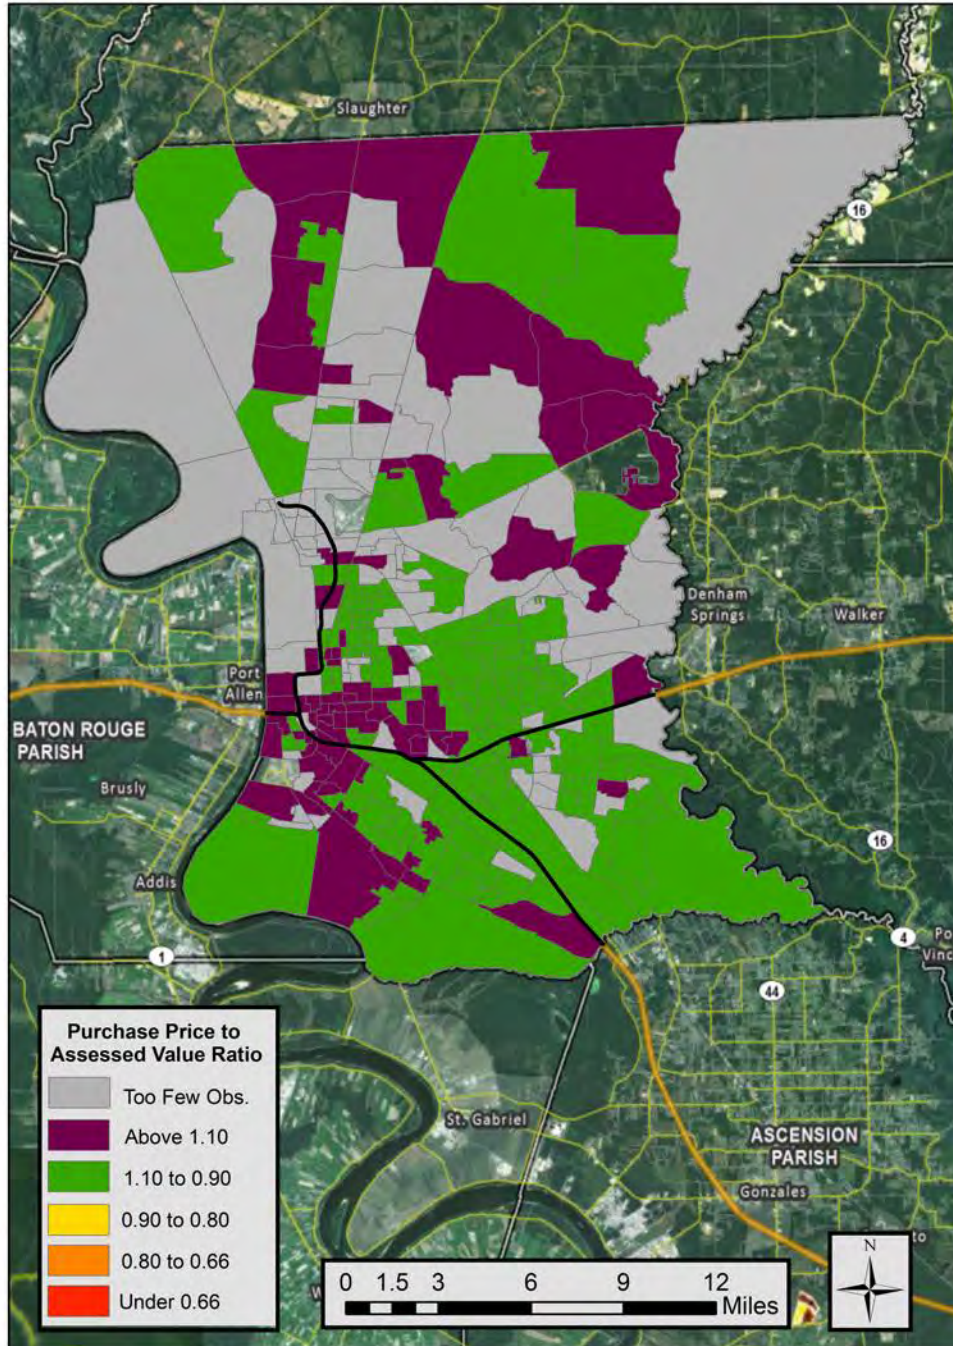 Slaughter
16
Denham
Springs
Walker
Port
Allen
BATON ROUGE
PARISH
Brusly
16
Addis
1
4
Po
Vinc
44
St. Gabriel
ASCENSION
PARISH
Gonzales
to
W
Purchase Price to
Assessed Value Ratio
Too Few Obs.
Above 1.10
1.10 to 0.90
0.90 to 0.80
0.80 to 0.66
Under 0.66
0 1.5 3 6 9 12
Miles
N